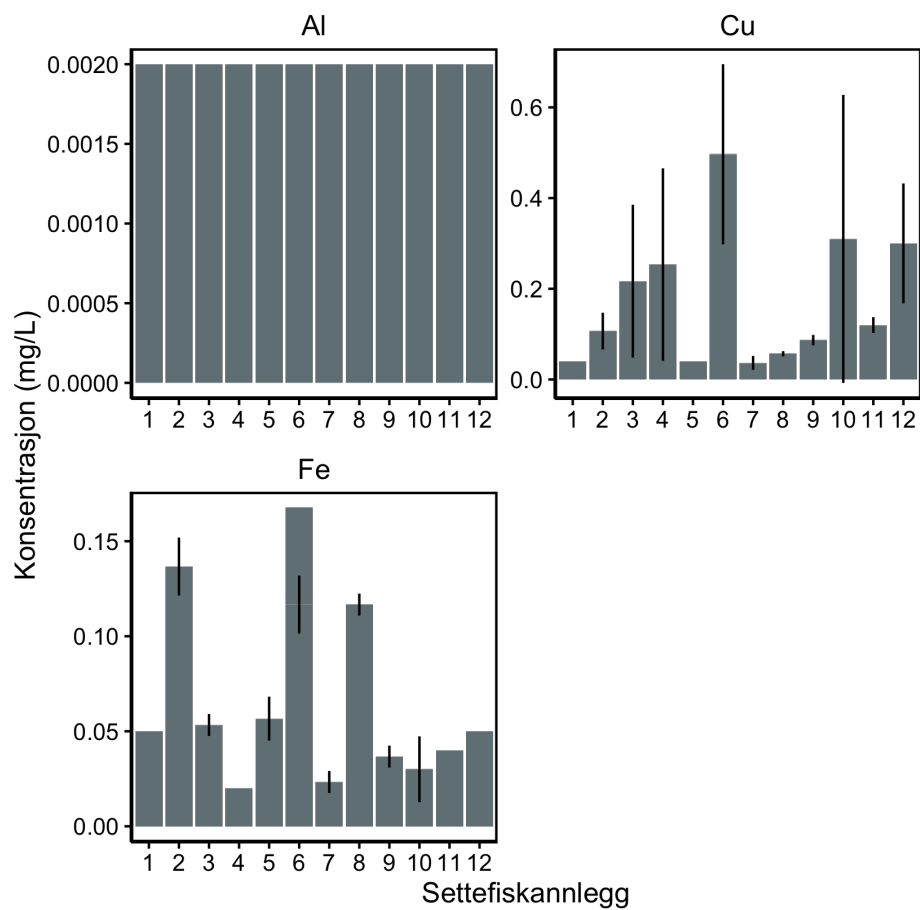 Al
Cu
0.0020
0.0015
0.0010
0.0005
0.0000
0.6
0.4
0.2
0.0
1 2 3 4 5 6 7 8 9 10 11 12
1 2 3 4 5 6 7 8 9 10 11 12
Konsentrasjon (mg/L)
Fe
0.15
0.10
0.05
0.00
1 2 3 4 5 6 7 8 9 10 11 12
Settefiskannlegg